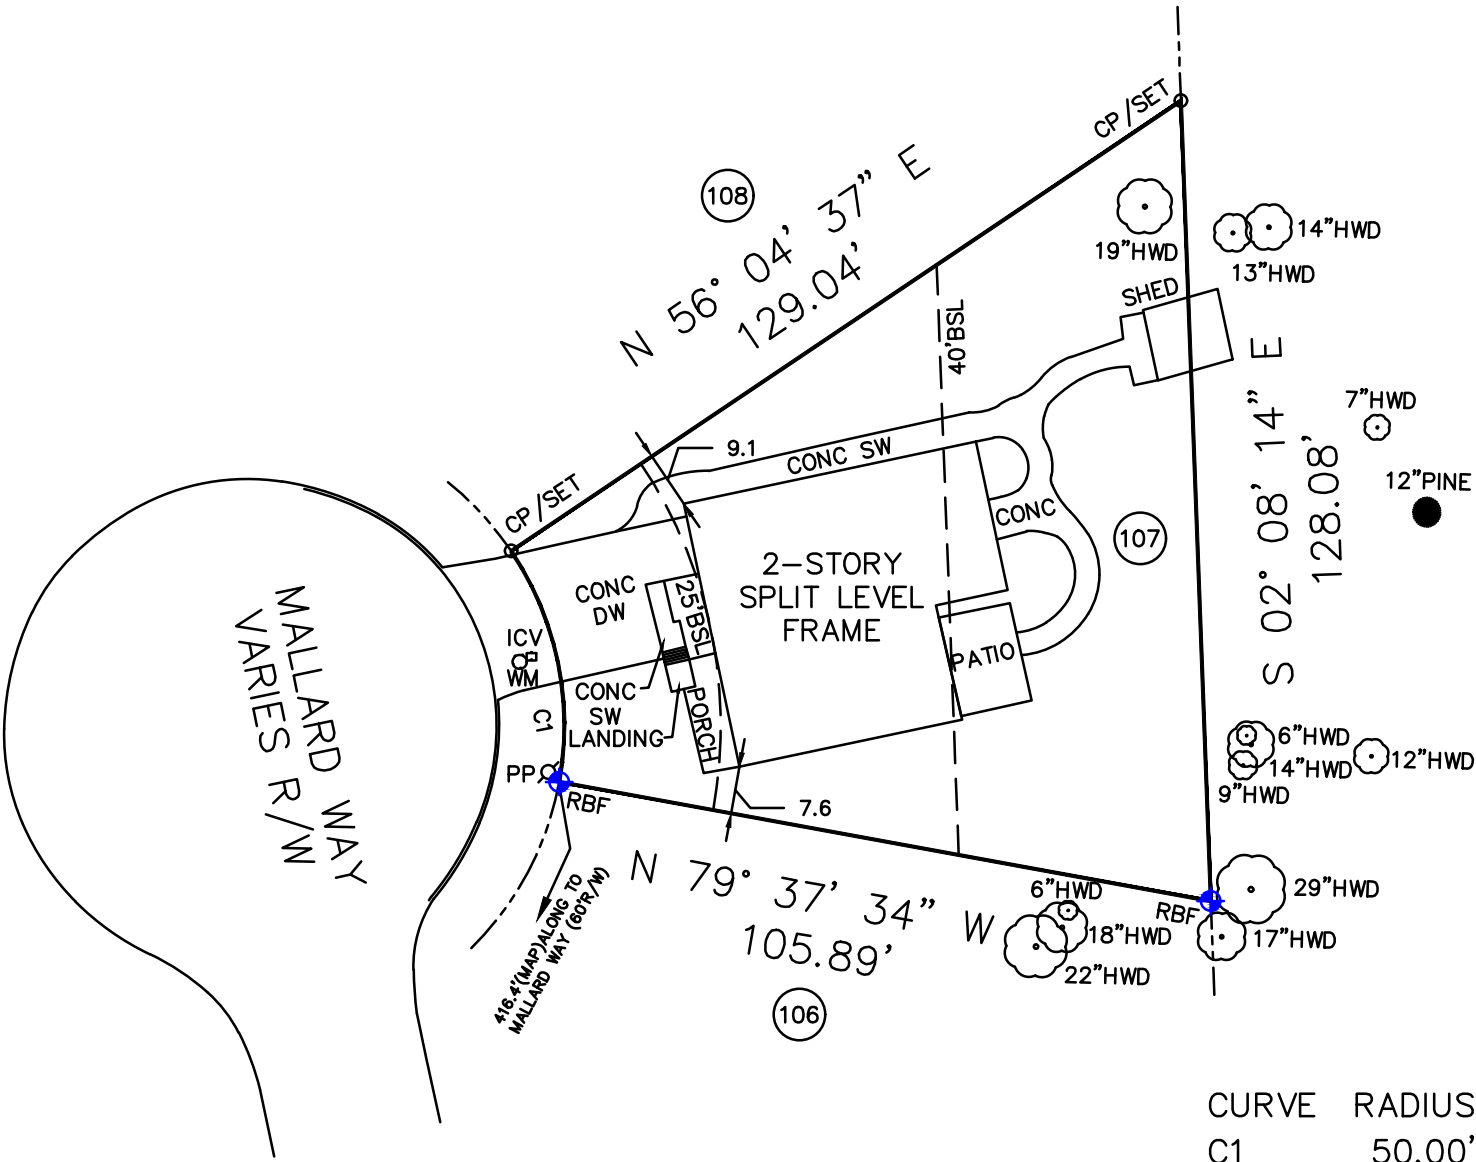 CP/SET
108
N 56° 04' 37" E
129.04'
19"HWD
14"HWD
13"HWD
SHED
40'BSL
S 02° 08' 14" E
128.08'
7"HWD
12"PINE
9.1
CONC SW
CP/SET
CONC
107
2-STORY
SPLIT LEVEL
FRAME
CONC
DW
25'BSL
ICV
WM
PATIO
CONC
SW
LANDING
PORCH
C1
MALLARD WAY
VARIES R/W
PP
RBF
7.6
6"HWD
14"HWD
9"HWD
12"HWD
N 79° 37' 34" W
105.89'
416.4'(MAP)ALONG TO
MALLARD WAY (60'R/W)
6"HWD
18"HWD
22"HWD
RBF
29"HWD
17"HWD
106
CURVE RADIUS
C1 50.00'